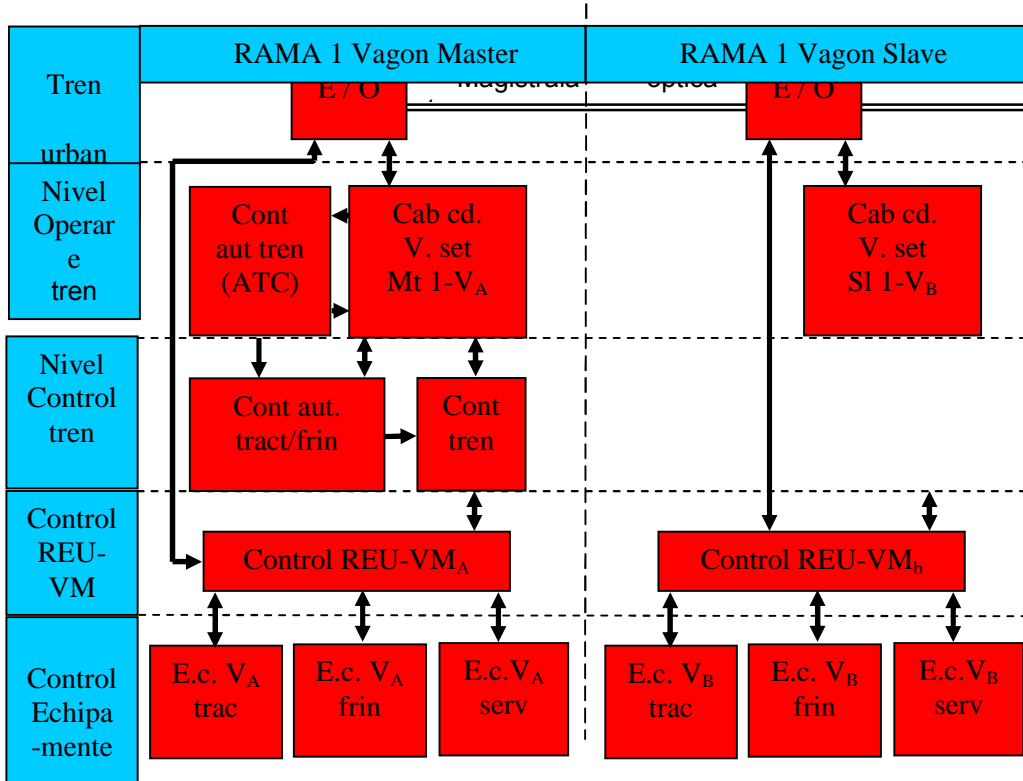 RAMA 1 Vagon Master
RAMA 1 Vagon Slave
Tren
urban
E / O
Magistrala optica
E / O
Nivel
Operar
e
tren
Cont
aut tren
(ATC)
Cab cd.
V. set
Mt 1-VA
Cab cd.
V. set
Sl 1-VB
Nivel
Control
tren
Cont aut.
tract/frin
Cont
tren
Control
REU-
VM
Control REU-VMA
Control REU-VMb
Control
Echipa
-mente
E.c. VA
trac
E.c. VA
frin
E.c.VA
serv
E.c. VB
trac
E.c. VB
frin
E.c.VB
serv